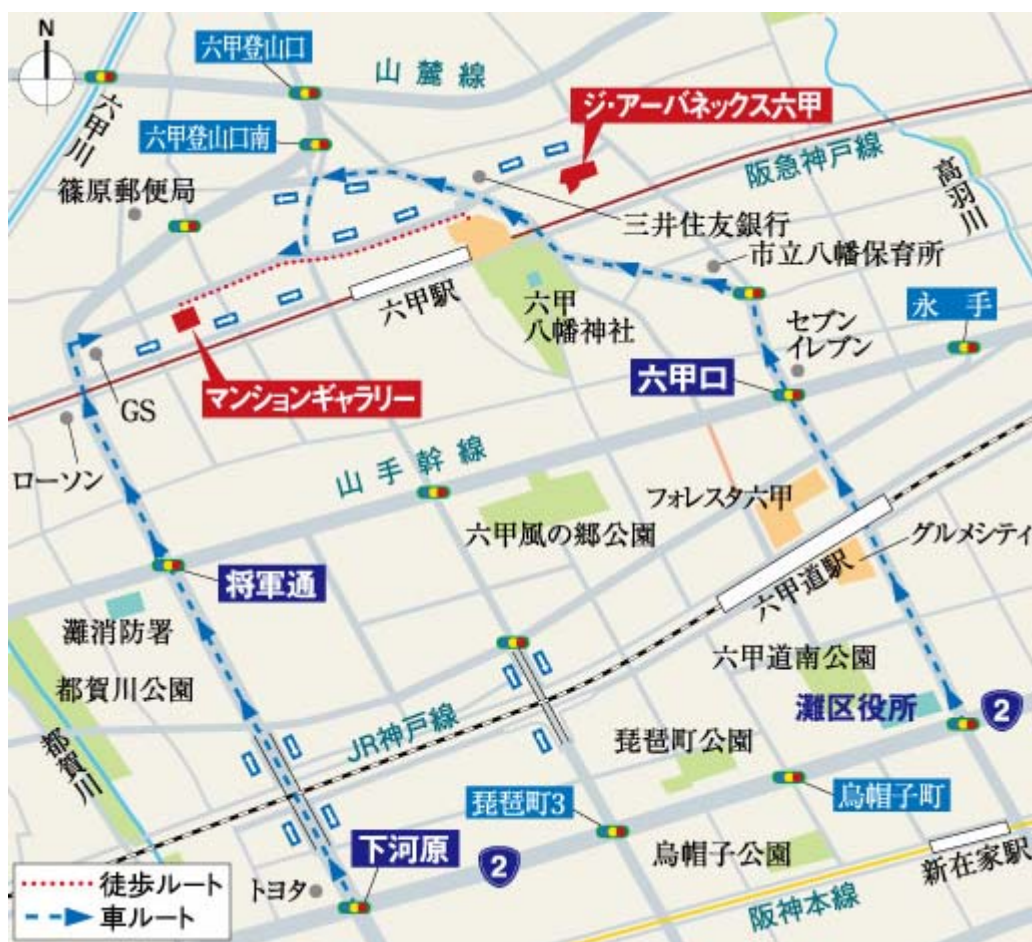 N
六甲登山口
山麓線
六甲川
ジ・アーバネックス六甲
六甲登山口南
阪急神戸線
高羽川
篠原郵便局
三井住友銀行
市立八幡保育所
六甲駅
六甲
八幡神社
永手
セブン
イレブン
六甲口
マンションギャラリー
GS
ローソン
山手幹線
フォレスタ六甲
六甲風の郷公園
グルメシティ
将軍通
六甲道駅
灘消防署
六甲道南公園
都賀川公園
灘区役所
2
都賀川
JR神戸線
琵琶町公園
琵琶町3
烏帽子町
下河原
2
烏帽子公園
新在家駅
トヨタ
阪神本線
徒歩ルート
車ルート